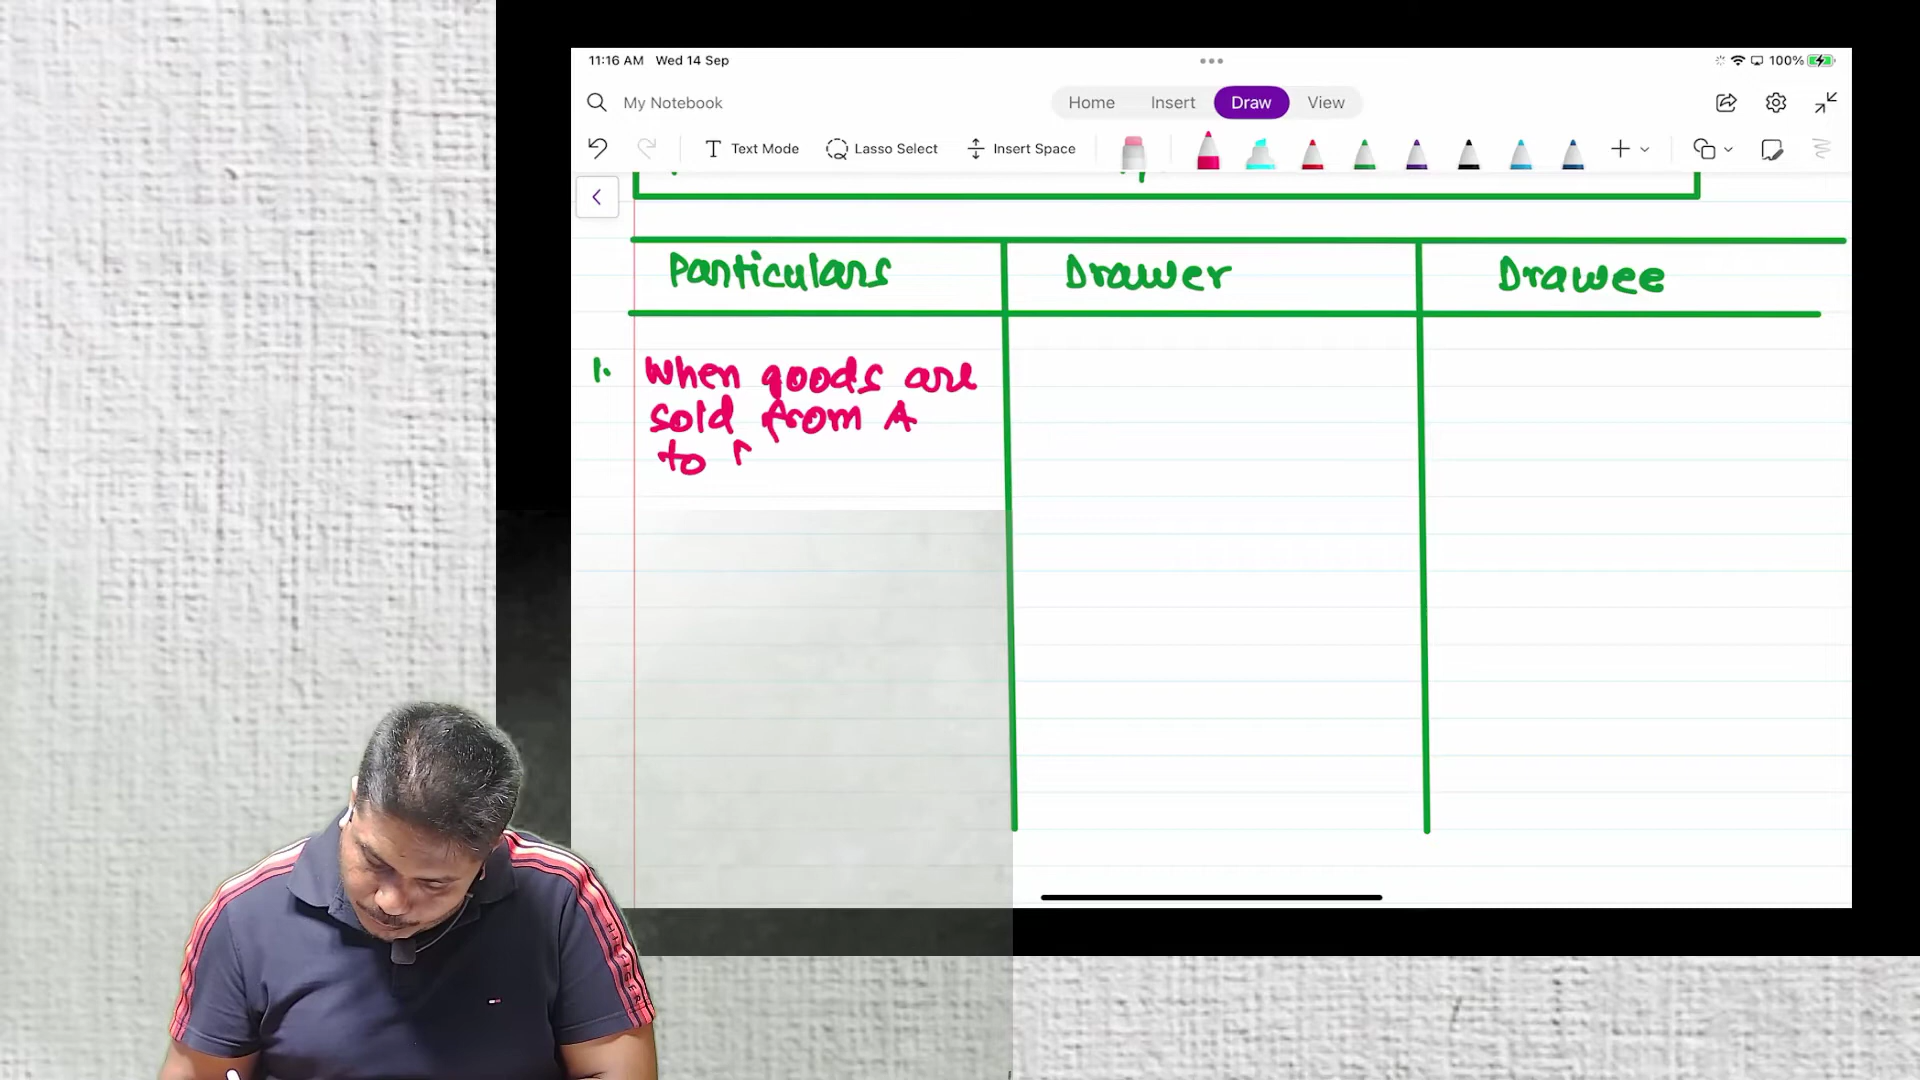 11:16 AM Wed 14 Sep
100%
My Notebook
Home Insert Draw View
Text Mode Lasso Select Insert Space
Particulars Drawer Drawee
1. When goods are
sold from A
to
HILFIGER